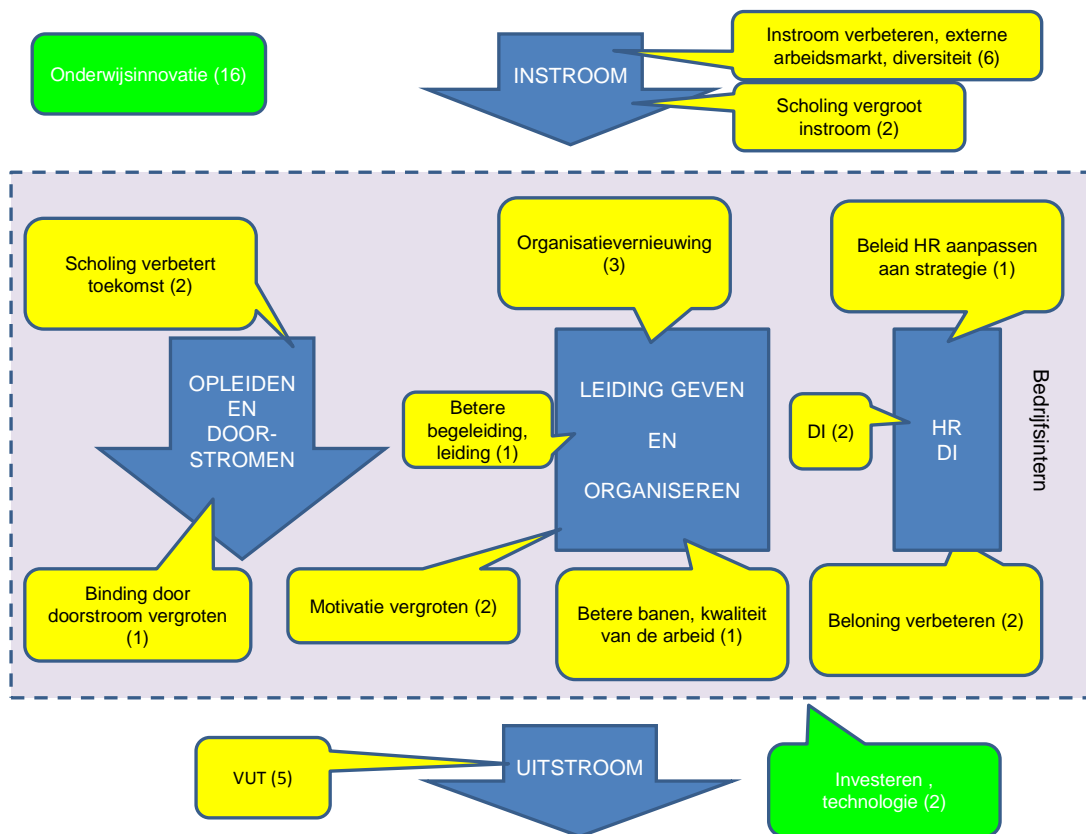 Onderwijsinnovatie (16)
INSTROOM
Instroom verbeteren, externe
arbeidsmarkt, diversiteit (6)
Scholing vergroot
instroom (2)
Scholing verbetert
toekomst (2)
Organisatievernieuwing
(3)
Beleid HR aanpassen
aan strategie (1)
OPLEIDEN
EN
DOOR-
STROMEN
Betere
begeleiding,
leiding (1)
LEIDING GEVEN
EN
ORGANISEREN
DI (2)
HR
DI
Bedrijfsintern
Binding door
doorstroom vergroten
(1)
Motivatie vergroten (2)
Betere banen, kwaliteit
van de arbeid (1)
Beloning verbeteren (2)
VUT (5)
UITSTROOM
Investeren ,
technologie (2)